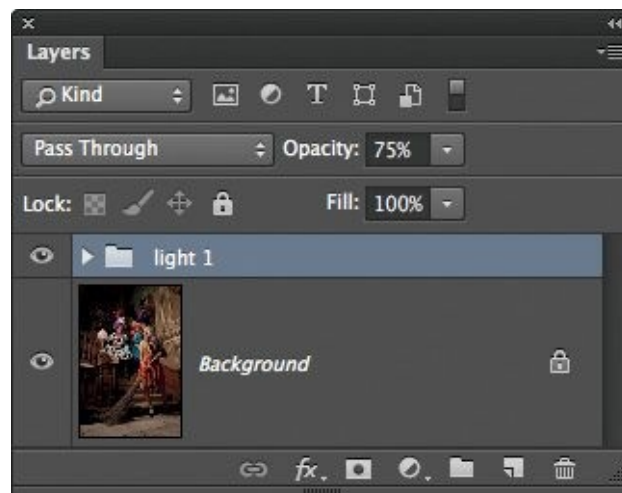 Layers
Kind
Pass Through Opacity: 75%
Lock: Fill: 100%
light 1
Background
fx